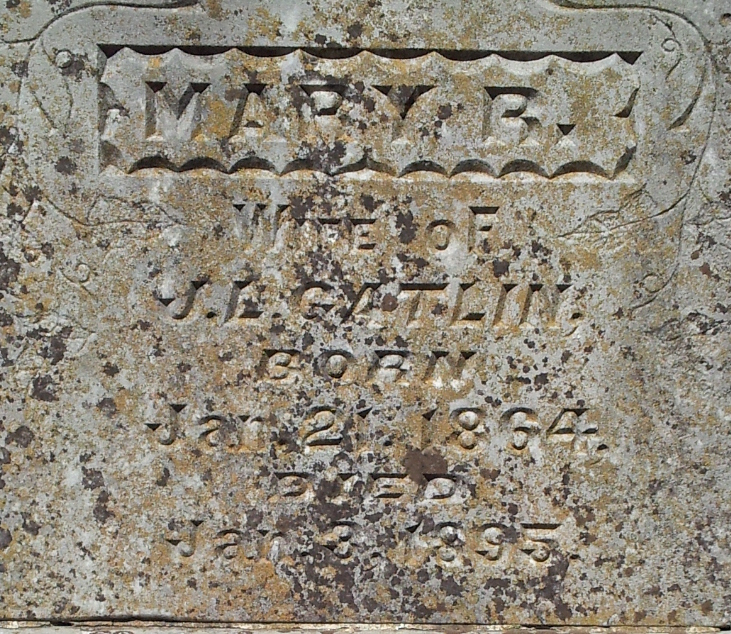 MARY R.
WIFE OF
J. L. GATLIN,
BORN
Jan. 21. 1864.
DIED
Jan. 3, 1895.